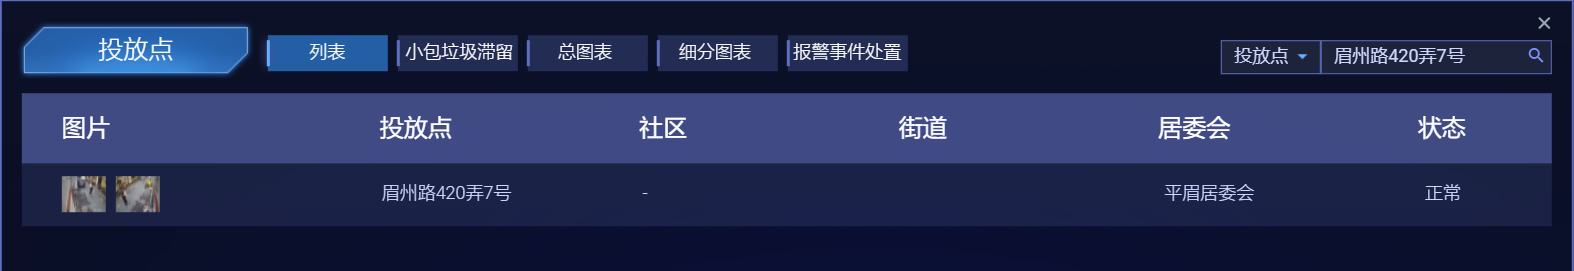 投放点
列表
小包垃圾滞留
总图表
细分图表
报警事件处置
投放点
眉州路420弄7号
图片
投放点
社区
街道
居委会
状态
眉州路420弄7号
-
平眉居委会
正常